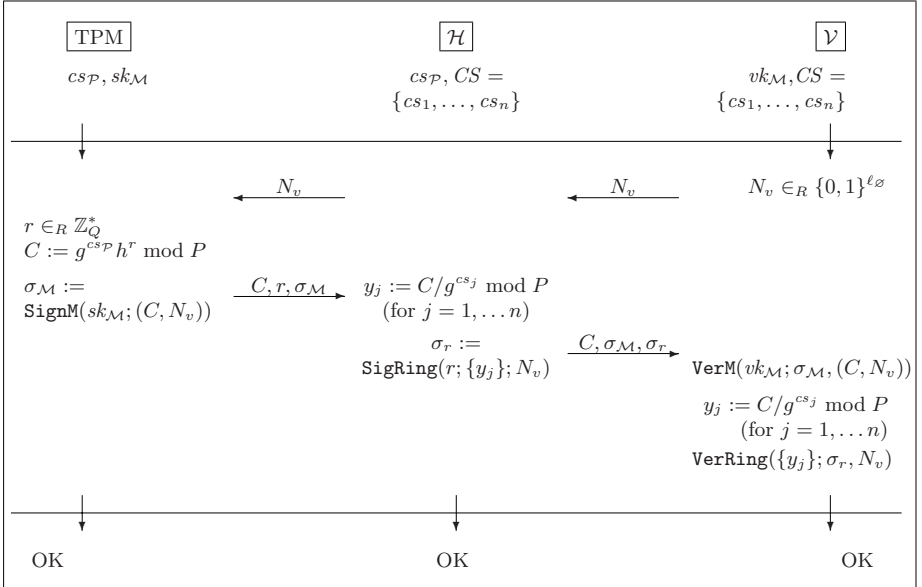 TPM
𝓗
𝒱
cs_𝒫, sk_ℳ
cs_𝒫, CS =
{cs_1, …, cs_n}
vk_ℳ, CS =
{cs_1, …, cs_n}
N_v
N_v
N_v ∈_R {0, 1}^{ℓ_∅}
r ∈_R ℤ*_Q
C := g^{cs_𝒫} h^r mod P
σ_ℳ :=
SignM(sk_ℳ; (C, N_v))
C, r, σ_ℳ
y_j := C/g^{cs_j} mod P
(for j = 1, … n)
σ_r :=
SigRing(r; {y_j}; N_v)
C, σ_ℳ, σ_r
VerM(vk_ℳ; σ_ℳ, (C, N_v))
y_j := C/g^{cs_j} mod P
(for j = 1, … n)
VerRing({y_j}; σ_r, N_v)
OK
OK
OK